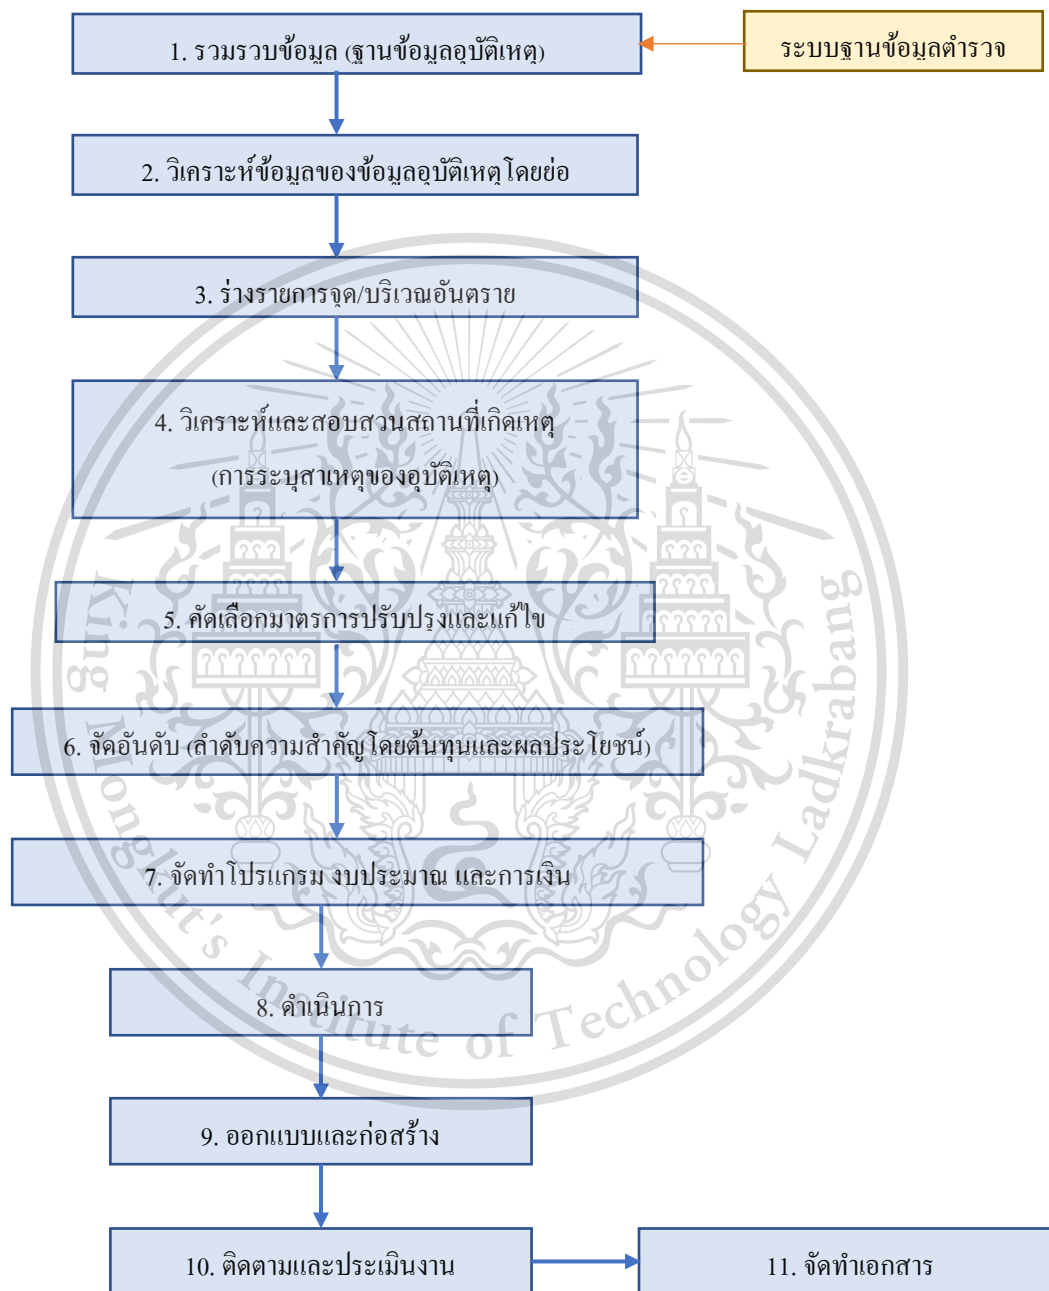 1. รวมรวบข้อมูล (ฐานข้อมูลอุบัติเหตุ)
ระบบฐานข้อมูลตำรวจ
2. วิเคราะห์ข้อมูลของข้อมูลอุบัติเหตุโดยย่อ
3. ร่างรายการจุด/บริเวณอันตราย
4. วิเคราะห์และสอบสวนสถานที่เกิดเหตุ
(การระบุสาเหตุของอุบัติเหตุ)
5. คัดเลือกมาตรการปรับปรุงและแก้ไข
6. จัดอันดับ (ลำดับความสำคัญโดยต้นทุนและผลประโยชน์)
7. จัดทำโปรแกรม งบประมาณ และการเงิน
8. ดำเนินการ
9. ออกแบบและก่อสร้าง
10. ติดตามและประเมินงาน
11. จัดทำเอกสาร
King Mongkut's Institute of Technology Ladkrabang